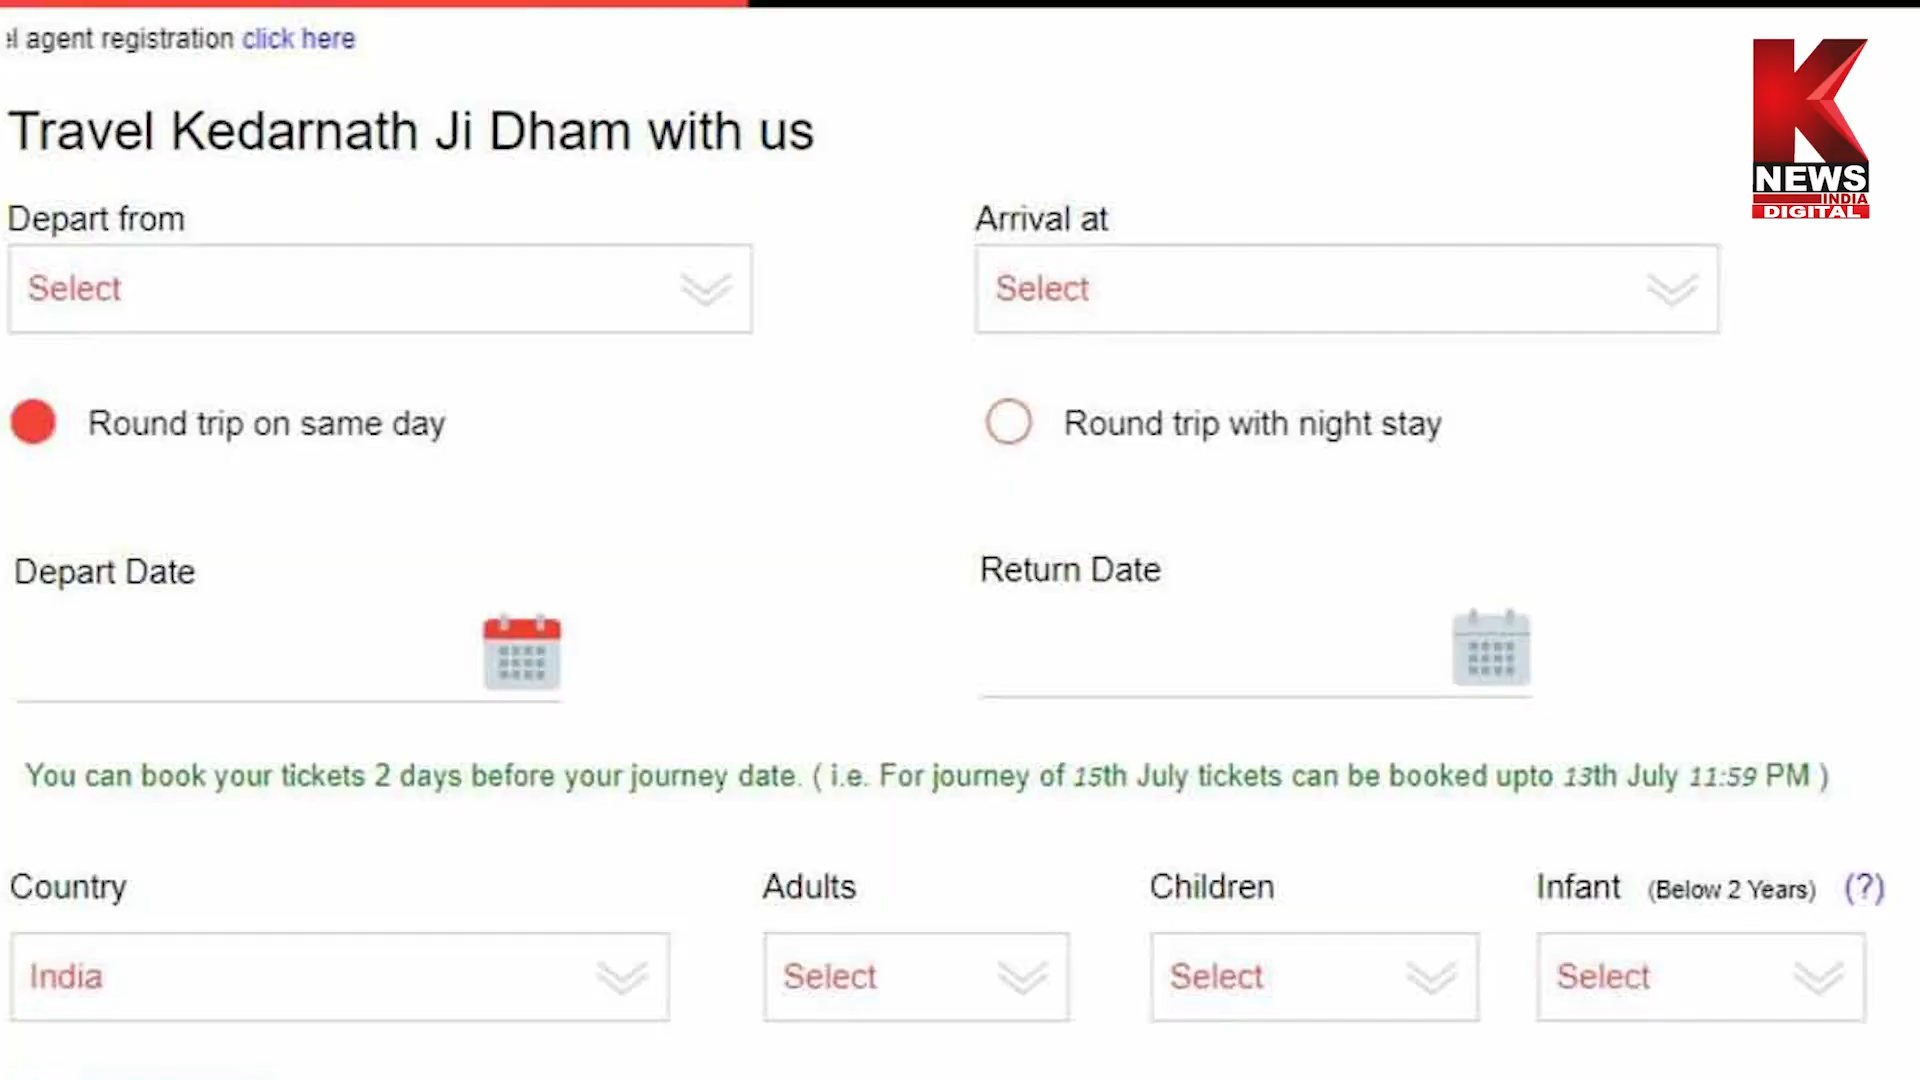 agent registration click here
Travel Kedarnath Ji Dham with us
Depart from
Arrival at
Select
Select
Round trip on same day
Round trip with night stay
Depart Date
Return Date
You can book your tickets 2 days before your journey date. ( i.e. For journey of 15th July tickets can be booked upto 13th July 11:59 PM )
Country
Adults
Children
Infant (Below 2 Years) (?)
India
Select
Select
Select
K
NEWS
INDIA
DIGITAL